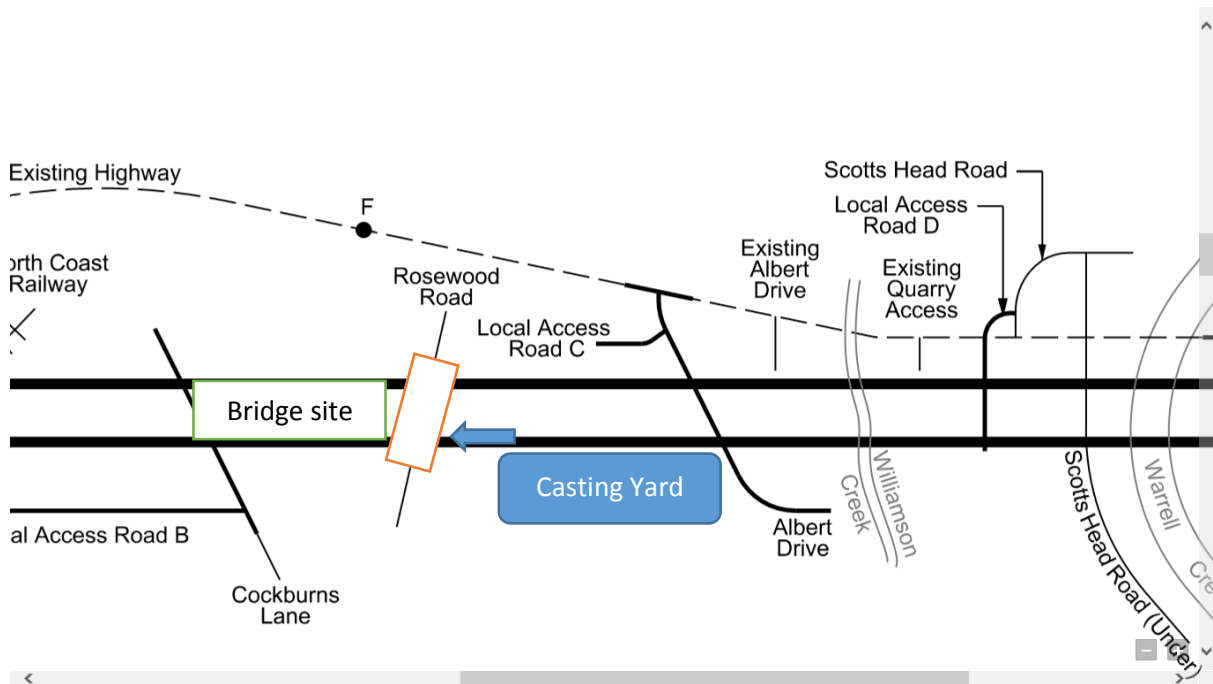 Existing Highway
F
orth Coast
Railway
Rosewood
Road
Local Access
Road C
Existing
Albert
Drive
Scotts Head Road
Local Access
Road D
Existing
Quarry
Access
Bridge site
Casting Yard
al Access Road B
Cockburns
Lane
Albert
Drive
Williamson
Creek
Scotts Head Road (Under)
Warrell
Cre